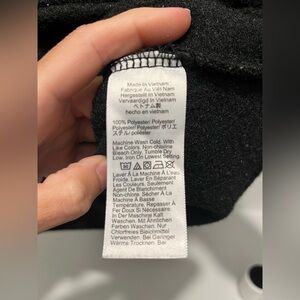 Made In Vietnam
Fabriqué Au Viet Nam
Hergestellt In Vietnam
Vervaardigd In Vietnam
ベトナム製
100% Polyester/
Polyester/ Polyester/
Polyester/ ポリエ
ステル/ poliéster
Machine Wash Cold, With
Like Colors, Non-chlorine
Bleach Only, Tumble Dry
Low, Iron On Lowest Setting
Laver À La Machine À L'eau
Froide, Laver En Séparant
Les Couleurs, Seulement
Agent De Blanchiment
Non-chloré, Sécher À La
Machine À Basse
Température, Repasser À
Fer Doux Si Nécessaire
In Der Maschine Kalt
Waschen, Mit Ähnlichen
Farben Waschen, Nur
Chlorfreies Bleichmittel
Verwenden, Bei Geringer
Wärme Trocknen, Bei